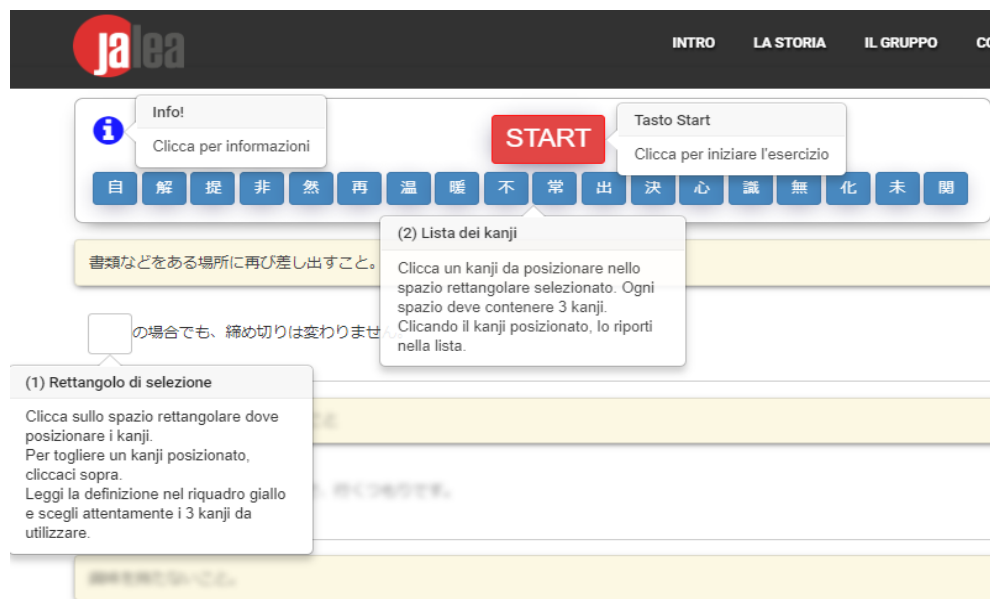 jalea
INTRO LA STORIA IL GRUPPO
Info!
Clicca per informazioni
START
Tasto Start
Clicca per iniziare l'esercizio
自 解 提 非 然 再 温 暖 不 常 出 決 心 識 無 化 未 関
(2) Lista dei kanji
Clicca un kanji da posizionare nello
spazio rettangolare selezionato. Ogni
spazio deve contenere 3 kanji.
Clicando il kanji posizionato, lo riporti
nella lista.
書類などをある場所に再び差し出すこと。
の場合でも、締め切りは変わりません
(1) Rettangolo di selezione
Clicca sullo spazio rettangolare dove
posizionare i kanji.
Per togliere un kanji posizionato,
cliccaci sopra.
Leggi la definizione nel riquadro giallo
e scegli attentamente i 3 kanji da
utilizzare.